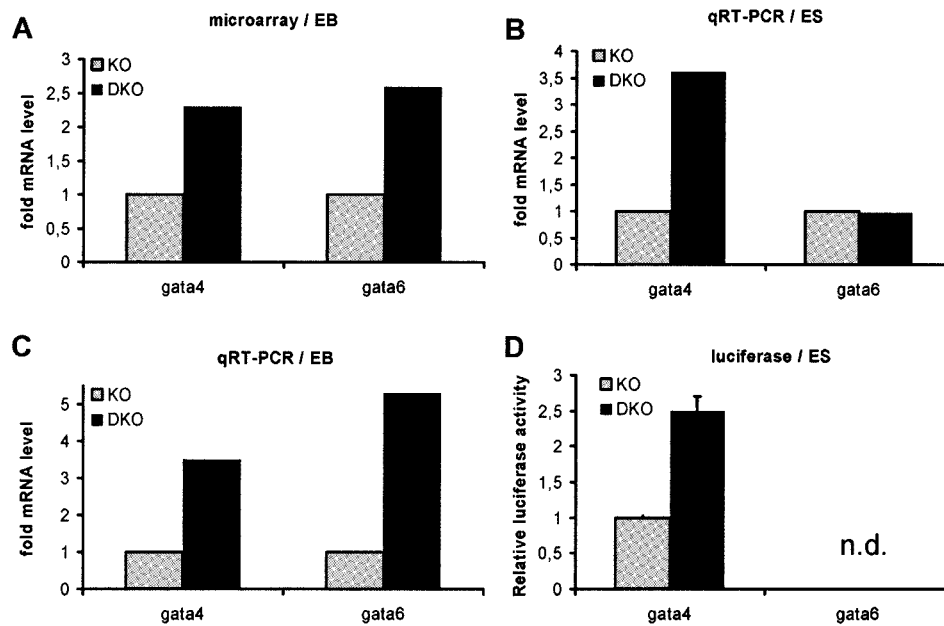 A
microarray / EB
fold mRNA level
3
2,5
2
1,5
1
0,5
0
KO
DKO
gata4
gata6
B
qRT-PCR / ES
fold mRNA level
4
3,5
3
2,5
2
1,5
1
0,5
0
KO
DKO
gata4
gata6
C
qRT-PCR / EB
fold mRNA level
5
4
3
2
1
0
KO
DKO
gata4
gata6
D
luciferase / ES
Relative luciferase activity
3
2,5
2
1,5
1
0,5
0
KO
DKO
n.d.
gata4
gata6